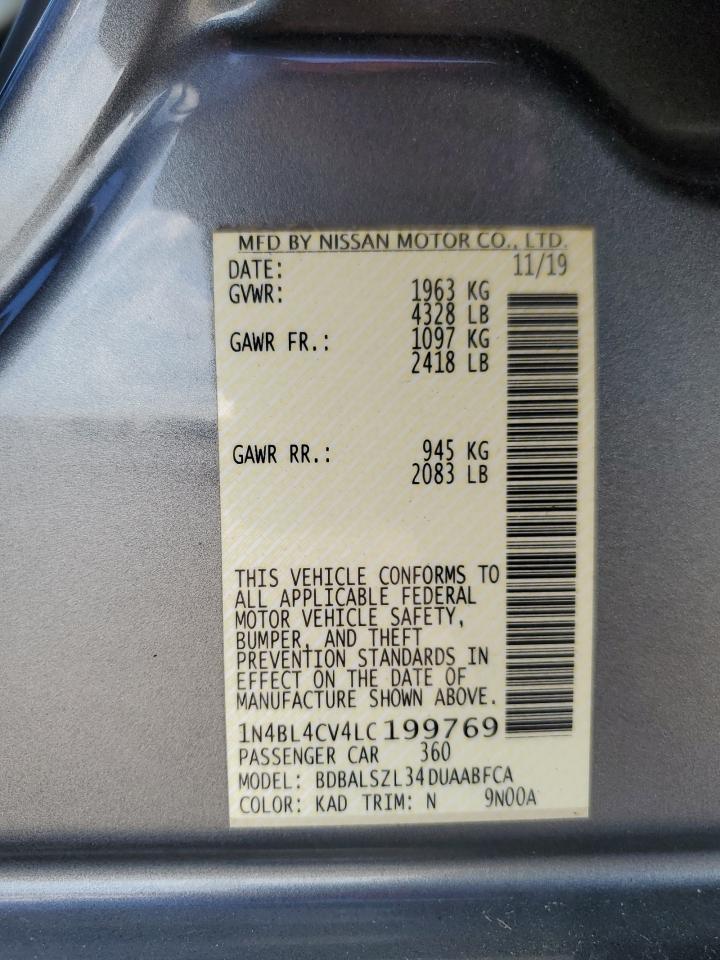 MFD BY NISSAN MOTOR CO., LTD.
DATE: 11/19
GVWR: 1963 KG
4328 LB
GAWR FR.: 1097 KG
2418 LB
GAWR RR.: 945 KG
2083 LB
THIS VEHICLE CONFORMS TO
ALL APPLICABLE FEDERAL
MOTOR VEHICLE SAFETY,
BUMPER, AND THEFT
PREVENTION STANDARDS IN
EFFECT ON THE DATE OF
MANUFACTURE SHOWN ABOVE.
1N4BL4CV4LC199769
PASSENGER CAR 360
MODEL: BDBALSZL34DUAABFCA
COLOR: KAD TRIM: N 9N00A